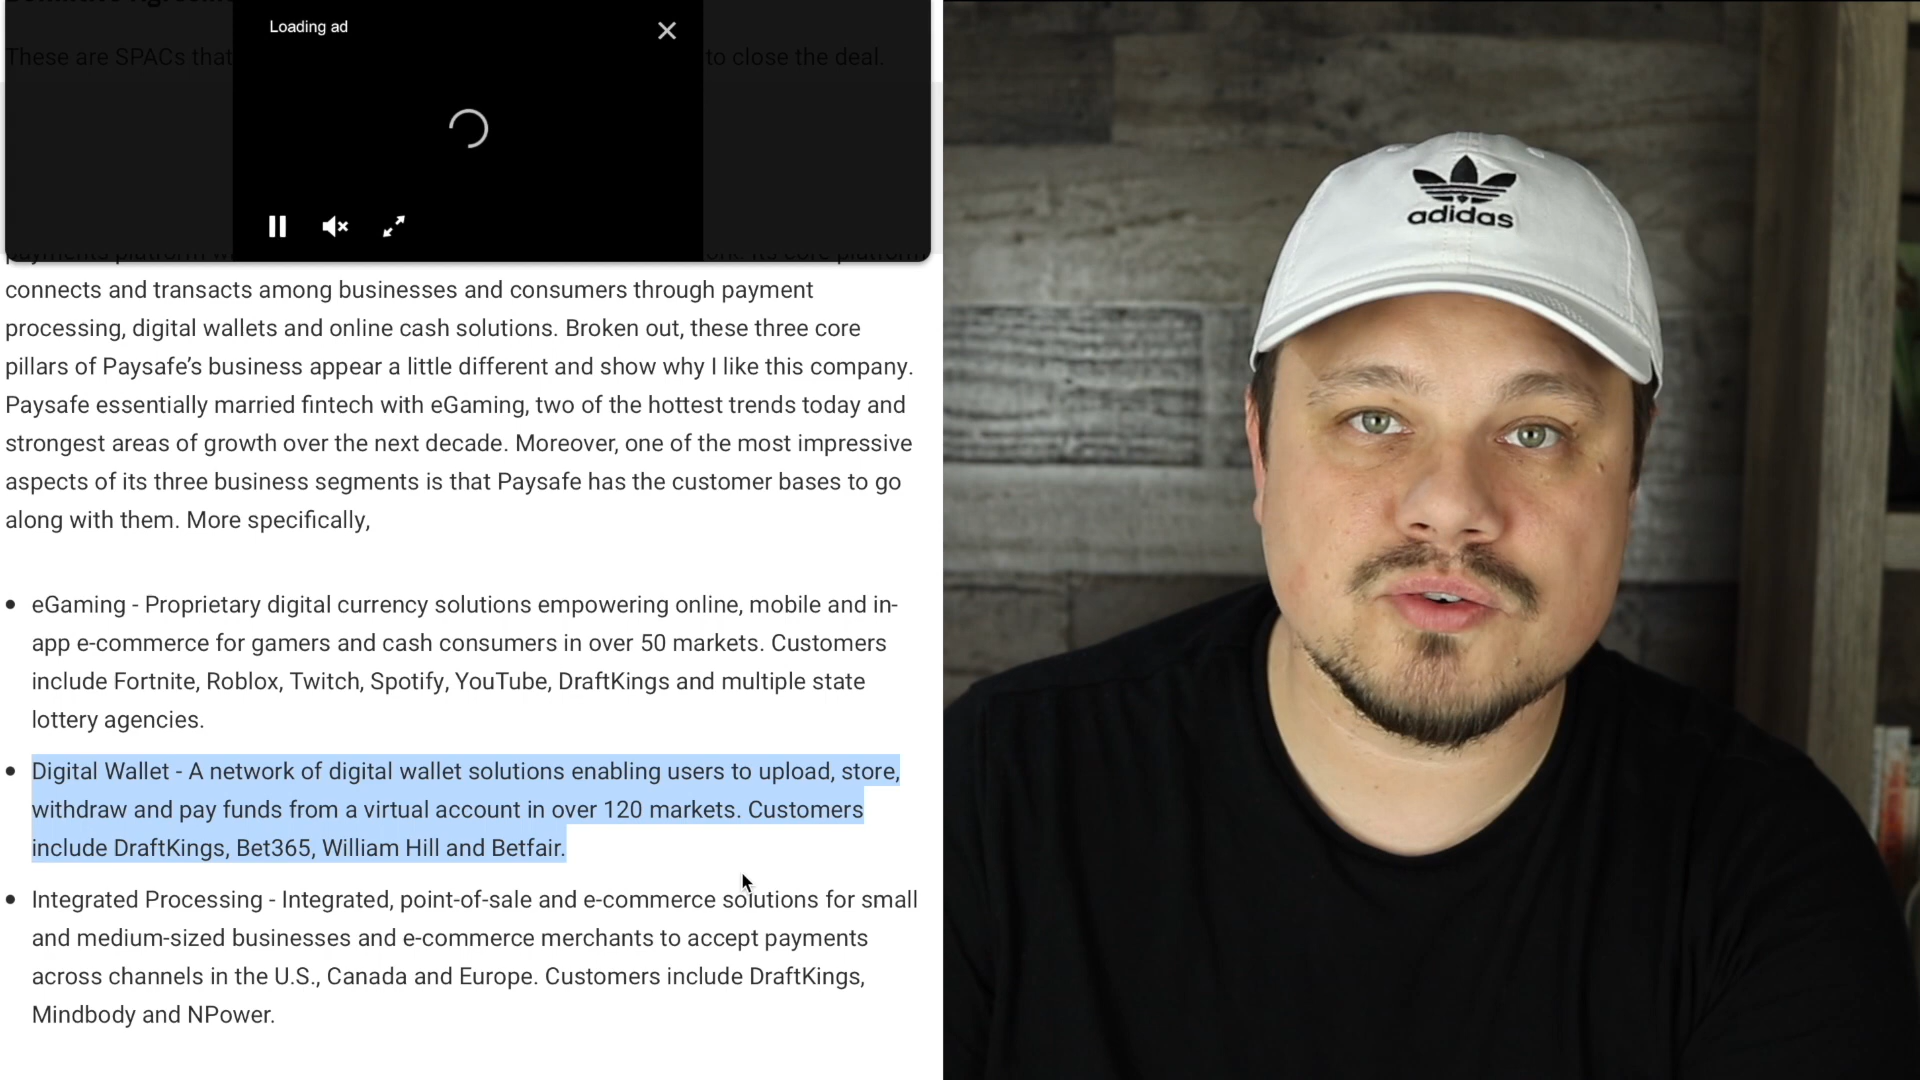 Loading ad
These are SPACs that
to close the deal.
payments platform
one its core platform
connects and transacts among businesses and consumers through payment
processing, digital wallets and online cash solutions. Broken out, these three core
pillars of Paysafe’s business appear a little different and show why I like this company.
Paysafe essentially married fintech with eGaming, two of the hottest trends today and
strongest areas of growth over the next decade. Moreover, one of the most impressive
aspects of its three business segments is that Paysafe has the customer bases to go
along with them. More specifically,
eGaming - Proprietary digital currency solutions empowering online, mobile and in-
app e-commerce for gamers and cash consumers in over 50 markets. Customers
include Fortnite, Roblox, Twitch, Spotify, YouTube, DraftKings and multiple state
lottery agencies.
Digital Wallet - A network of digital wallet solutions enabling users to upload, store,
withdraw and pay funds from a virtual account in over 120 markets. Customers
include DraftKings, Bet365, William Hill and Betfair.
Integrated Processing - Integrated, point-of-sale and e-commerce solutions for small
and medium-sized businesses and e-commerce merchants to accept payments
across channels in the U.S., Canada and Europe. Customers include DraftKings,
Mindbody and NPower.
adidas